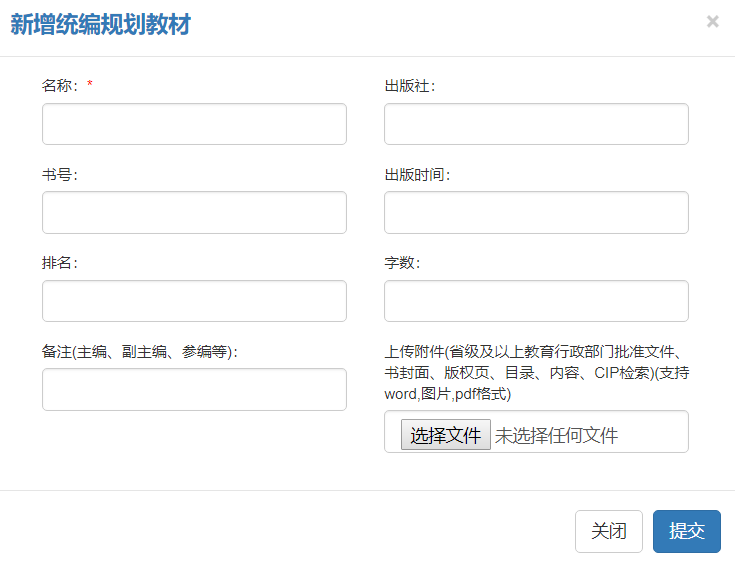 新增统编规划教材
×
名称：*
出版社：
书号：
出版时间：
排名：
字数：
备注(主编、副主编、参编等)：
上传附件(省级及以上教育行政部门批准文件、
书封面、版权页、目录、内容、CIP检索)(支持
word,图片,pdf格式)
选择文件 未选择任何文件
关闭
提交